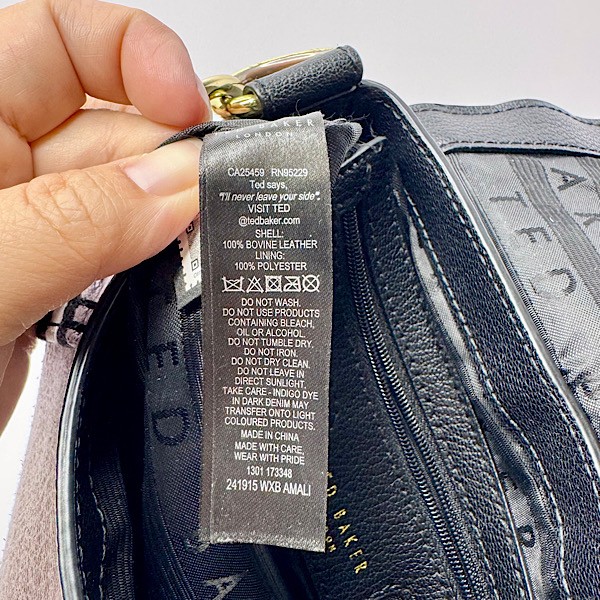 KER
LONDON
CA25459 RN95229
Ted says,
"I'll never leave your side".
VISIT TED
@tedbaker.com
SHELL:
100% BOVINE LEATHER
LINING:
100% POLYESTER
DO NOT WASH.
DO NOT USE PRODUCTS
CONTAINING BLEACH,
OIL OR ALCOHOL.
DO NOT TUMBLE DRY.
DO NOT IRON.
DO NOT DRY CLEAN.
DO NOT LEAVE IN
DIRECT SUNLIGHT.
TAKE CARE - INDIGO DYE
IN DARK DENIM MAY
TRANSFER ONTO LIGHT
COLOURED PRODUCTS.
MADE IN CHINA
MADE WITH CARE,
WEAR WITH PRIDE
1301 173348
241915 WXB AMALI
D BAKER
TED
AK
TED